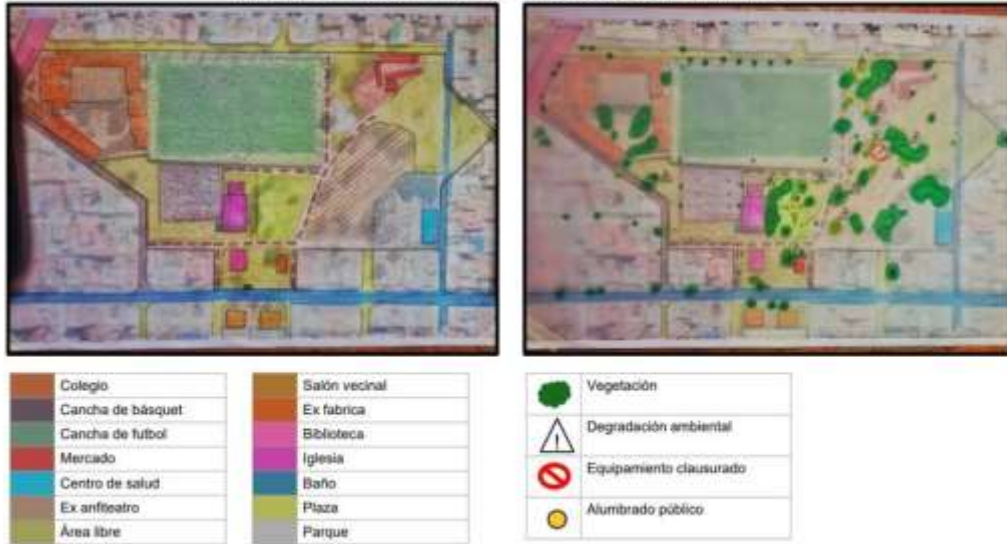 Colegio
Cancha de básquet
Cancha de futbol
Mercado
Centro de salud
Ex anfiteatro
Área libre
Salón vecinal
Ex fabrica
Biblioteca
Iglesia
Baño
Plaza
Parque
Vegetación
Degradación ambiental
Equipamiento clausurado
Alumbrado público